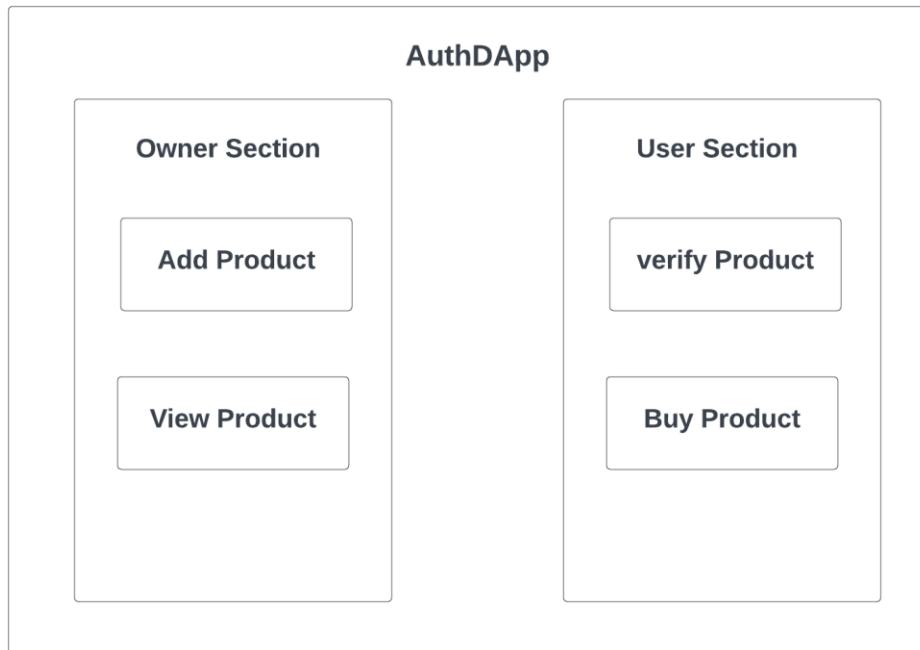 AuthDApp
Owner Section
Add Product
View Product
User Section
verify Product
Buy Product